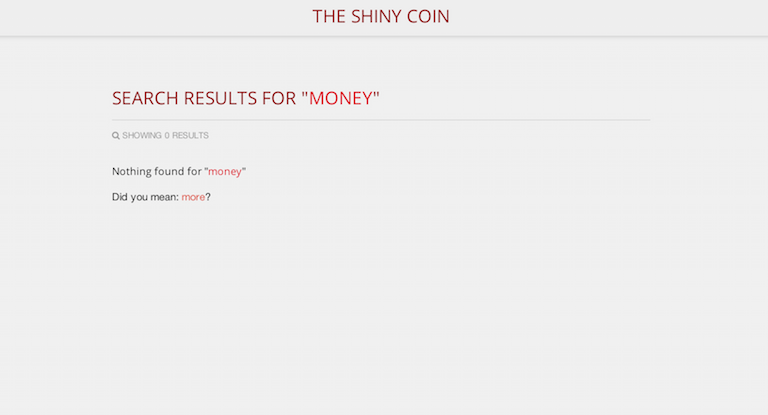 THE SHINY COIN
SEARCH RESULTS FOR "MONEY"
SHOWING 0 RESULTS
Nothing found for "money"
Did you mean: more?